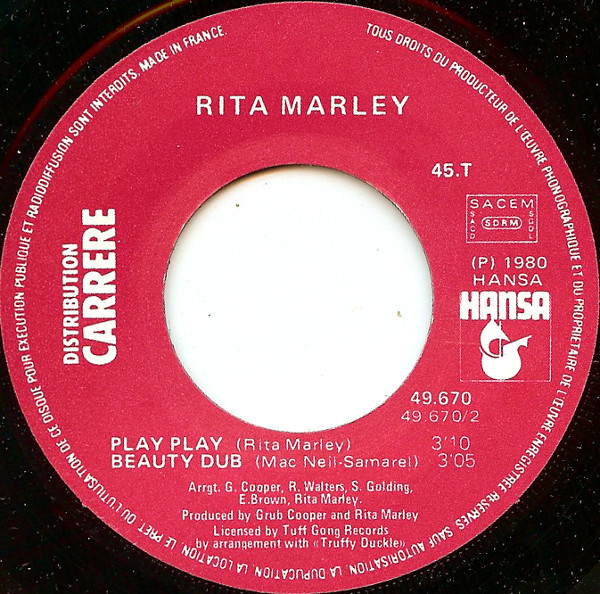 TOUS DROITS DU PRODUCTEUR DE L'ŒUVRE PHONOGRAPHIQUE ET DU PROPRIETAIRE DE L'ŒUVRE ENREGISTREE RESERVES SAUF AUTORISATION. LA DUPLICATION, LA LOCATION, LE PRET OU L'UTILISATION DE CE DISQUE POUR EXECUTION PUBLIQUE ET RADIODIFFUSION SONT INTERDITS. MADE IN FRANCE.
RITA MARLEY
45.T
SACEM
SACD
SDRM
SGDL
DISTRIBUTION
CARRERE
(P) 1980
HANSA
HANSA
49.670
49.670/2
PLAY PLAY (Rita Marley) 3'10
BEAUTY DUB (Mac Neil-Samarel) 3'05
Arrgt. G. Cooper, R. Walters, S. Golding,
E.Brown, Rita Marley.
Produced by Grub Cooper and Rita Marley
Licensed by Tuff Gong Records
by arrangement with «Truffy Duckle»